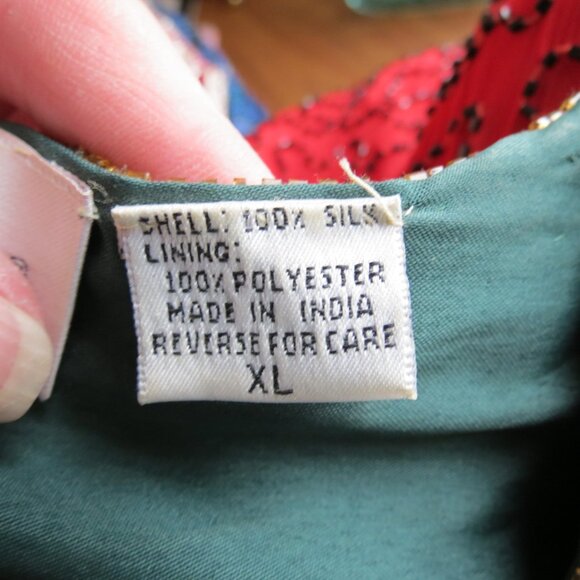 SHELL: 100% SILK
LINING:
100% POLYESTER
MADE IN INDIA
REVERSE FOR CARE
XL